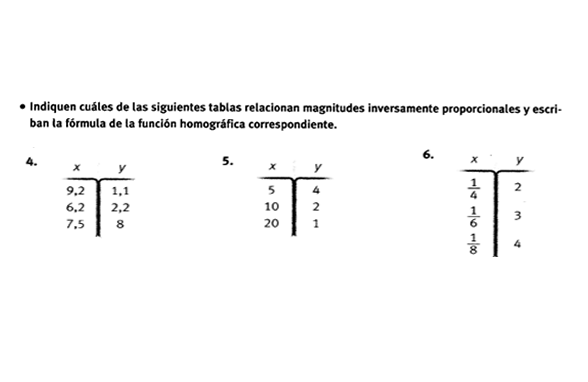 • Indiquen cuáles de las siguientes tablas relacionan magnitudes inversamente proporcionales y escri-
ban la fórmula de la función homográfica correspondiente.
4.
x y
9,2 1,1
6,2 2,2
7,5 8
5.
x y
5 4
10 2
20 1
6.
x y
1/4 2
1/6 3
1/8 4